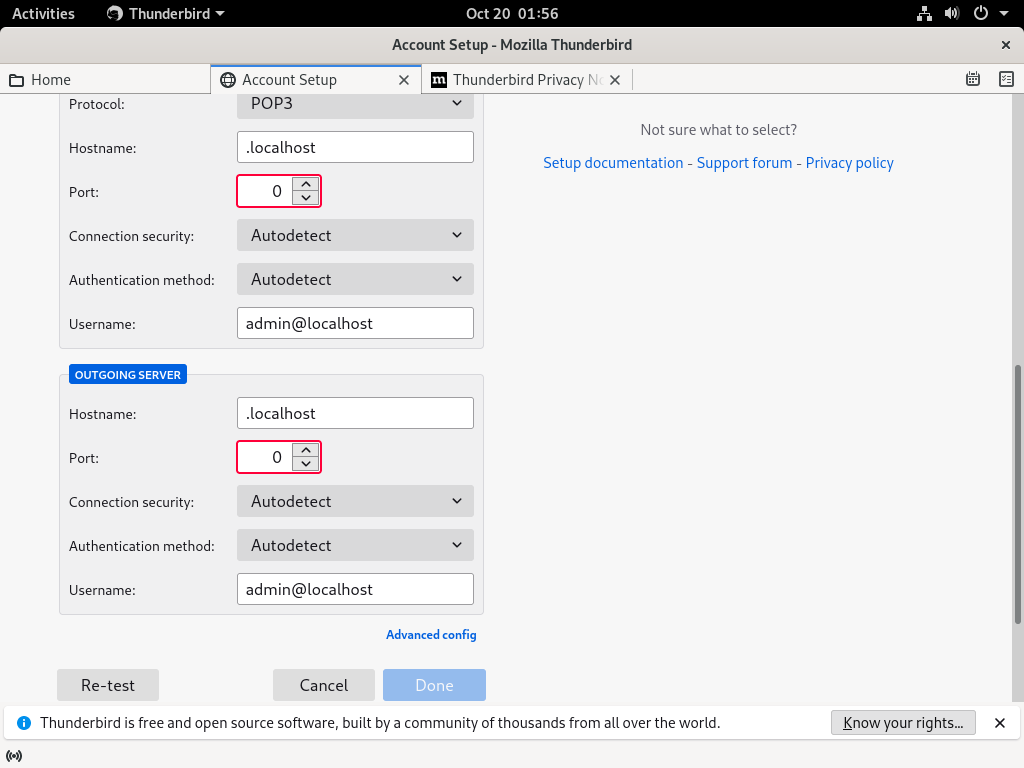 Activities Thunderbird Oct 20 01:56
Account Setup - Mozilla Thunderbird
Home Account Setup Thunderbird Privacy No
Protocol: POP3
Hostname: .localhost
Port: 0
Connection security: Autodetect
Authentication method: Autodetect
Username: admin@localhost
OUTGOING SERVER
Hostname: .localhost
Port: 0
Connection security: Autodetect
Authentication method: Autodetect
Username: admin@localhost
Advanced config
Re-test Cancel Done
Not sure what to select?
Setup documentation - Support forum - Privacy policy
Thunderbird is free and open source software, built by a community of thousands from all over the world. Know your rights...